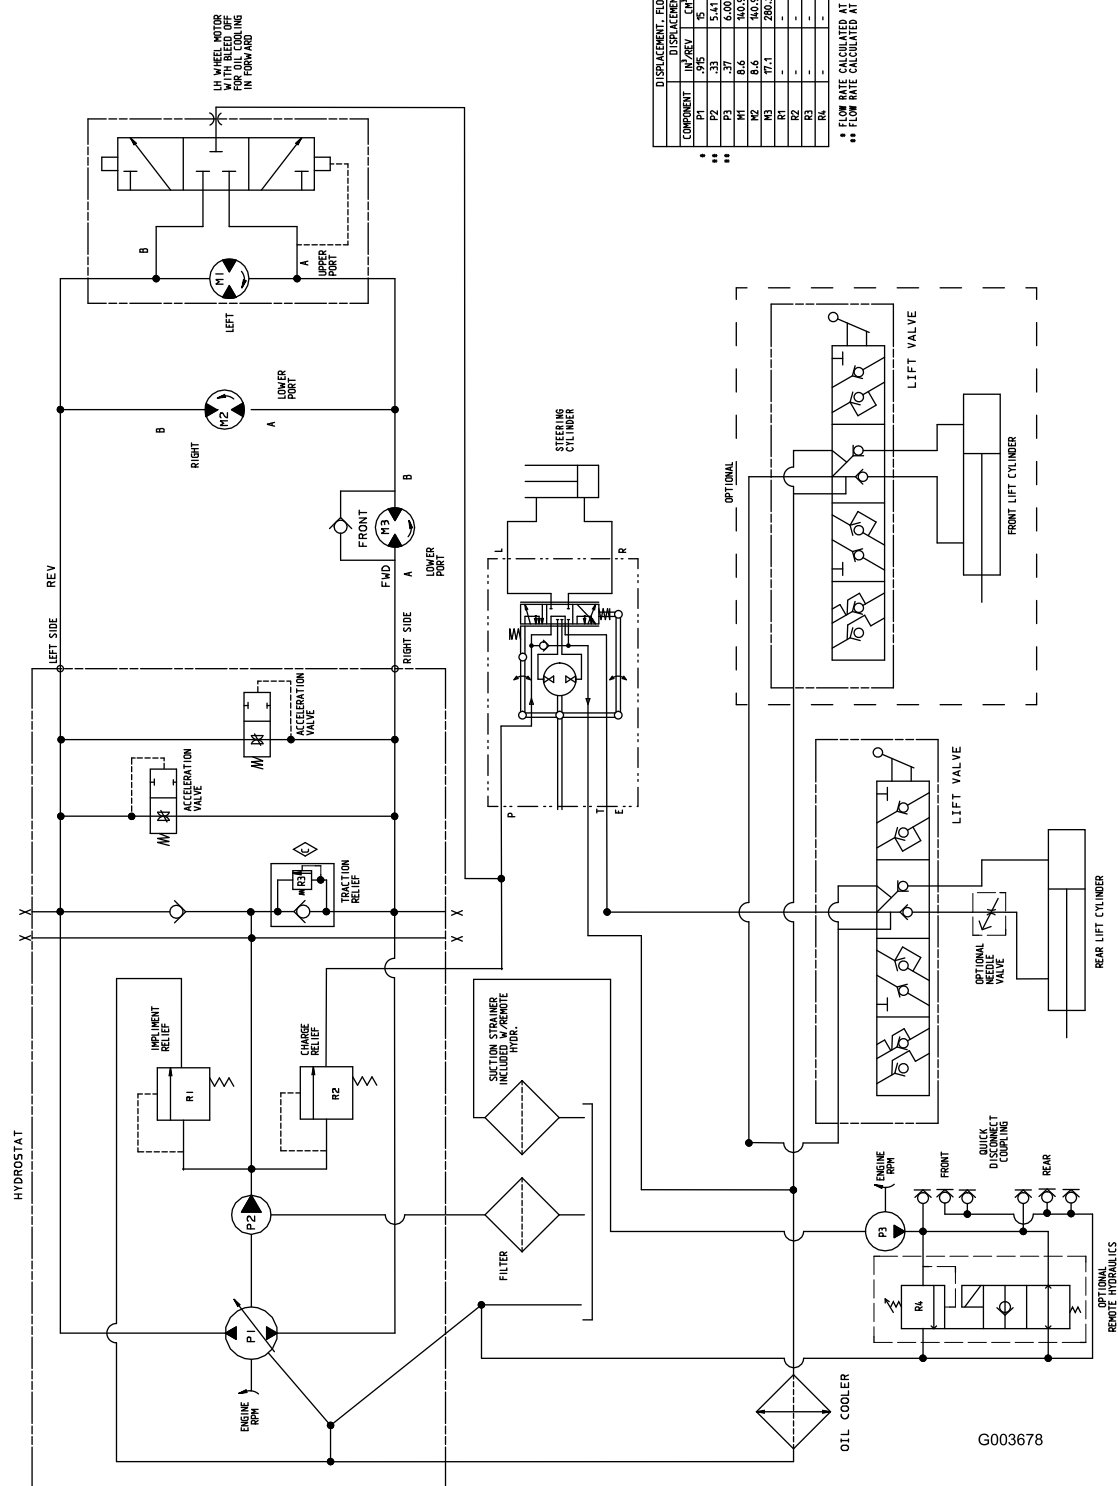 LH WHEEL MOTOR
WITH BLEED OFF
FOR OIL COOLING
IN FORWARD
B
A
UPPER
PORT
M1
LEFT
M2
B
A
LOWER
PORT
RIGHT
B
FRONT
M3
A
LOWER
PORT
REV
FWD
LEFT SIDE
RIGHT SIDE
ACCELERATION
VALVE
ACCELERATION
VALVE
C
R3
TRACTION
RELIEF
X
X
X
X
HYDROSTAT
IMPLIMENT
RELIEF
R1
CHARGE
RELIEF
R2
P2
P1
ENGINE
RPM
STEERING
CYLINDER
L
R
P
T
E
SUCTION STRAINER
INCLUDED W/REMOTE
HYDR.
FILTER
DISPLACEMENT, FLO
DISPLACEMEN
COMPONENT IN³/REV CM
* P1 .915 15
** P2 .33 5.41
** P3 .37 6.00
M1 8.6 140.9
M2 8.6 140.9
M3 17.1 280.
R1 - -
R2 - -
R3 - -
R4 - -
* FLOW RATE CALCULATED AT
** FLOW RATE CALCULATED AT
OPTIONAL
LIFT VALVE
FRONT LIFT CYLINDER
LIFT VALVE
OPTIONAL
NEEDLE
VALVE
REAR LIFT CYLINDER
ENGINE
RPM
P3
FRONT
QUICK
DISCONNECT
COUPLING
REAR
R4
OPTIONAL
REMOTE HYDRAULICS
OIL COOLER
G003678